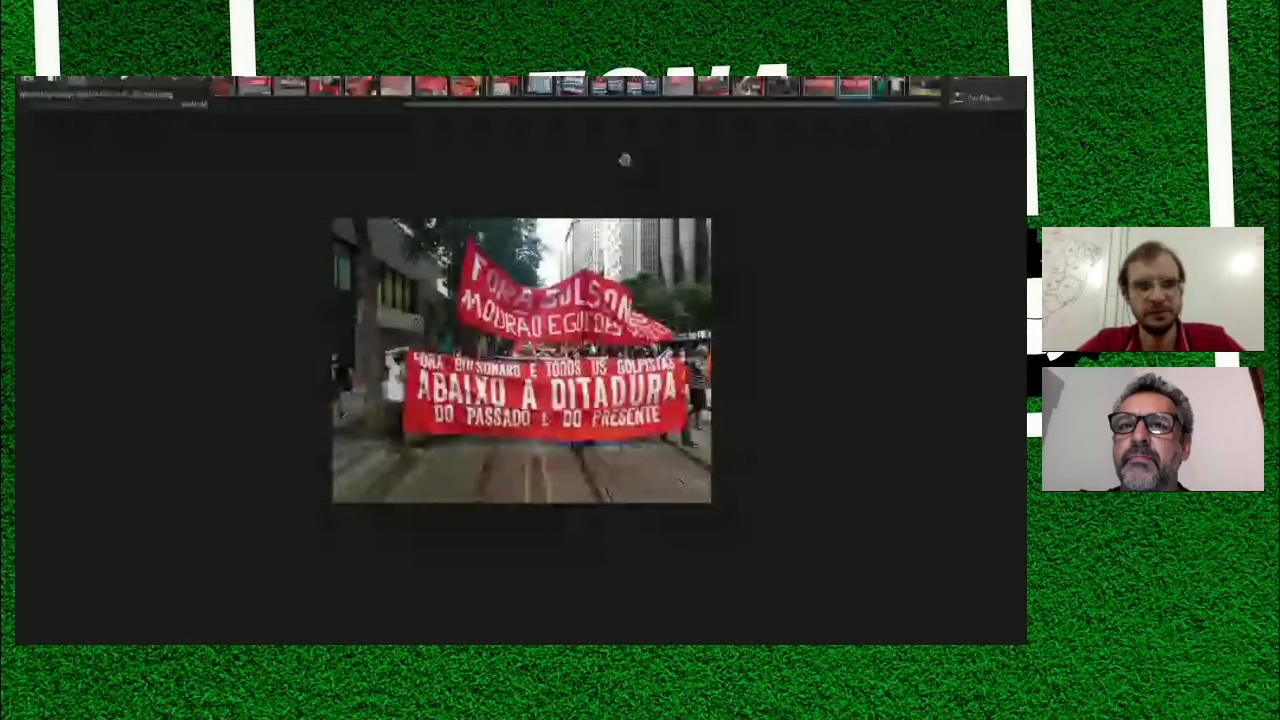 FORA BOLSON
MOURÃO E GUEDES
FORA BOLSONARO E TODOS OS GOLPISTAS
ABAIXO A DITADURA
DO PASSADO E DO PRESENTE